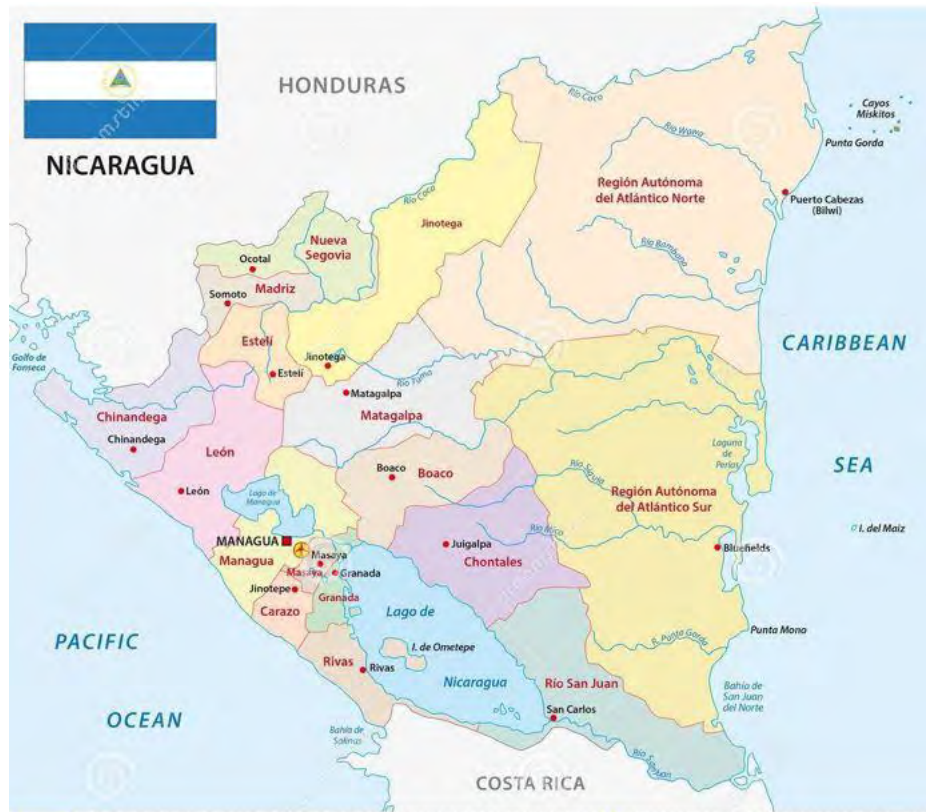 HONDURAS
NICARAGUA
Río Coco
Cayos
Miskitos
Río Wawa
Punta Gorda
Región Autónoma
del Atlántico Norte
Puerto Cabezas
(Bilwi)
Río Coco
Jinotega
Nueva
Segovia
Ocotal
Madriz
Somoto
Río Bambana
Estelí
CARIBBEAN
Golfo de
Fonseca
Jinotega
Estelí
Río Tuma
Matagalpa
Matagalpa
Chinandega
Chinandega
León
Laguna
de
Perlas
SEA
Boaco
Boaco
Río Siquia
León
Lago de
Managua
Región Autónoma
del Atlántico Sur
I. del Maíz
Río Mico
MANAGUA
Managua
Masaya
Masaya
Granada
Juigalpa
Chontales
Bluefields
Jinotepe
Granada
Carazo
Lago de
Nicaragua
I. de Ometepe
R. Punta Gorda
Punta Mono
PACIFIC
OCEAN
Rivas
Rivas
Río San Juan
San Carlos
Bahía de
San Juan
del Norte
Bahía de
Salinas
Río San Juan
COSTA RICA